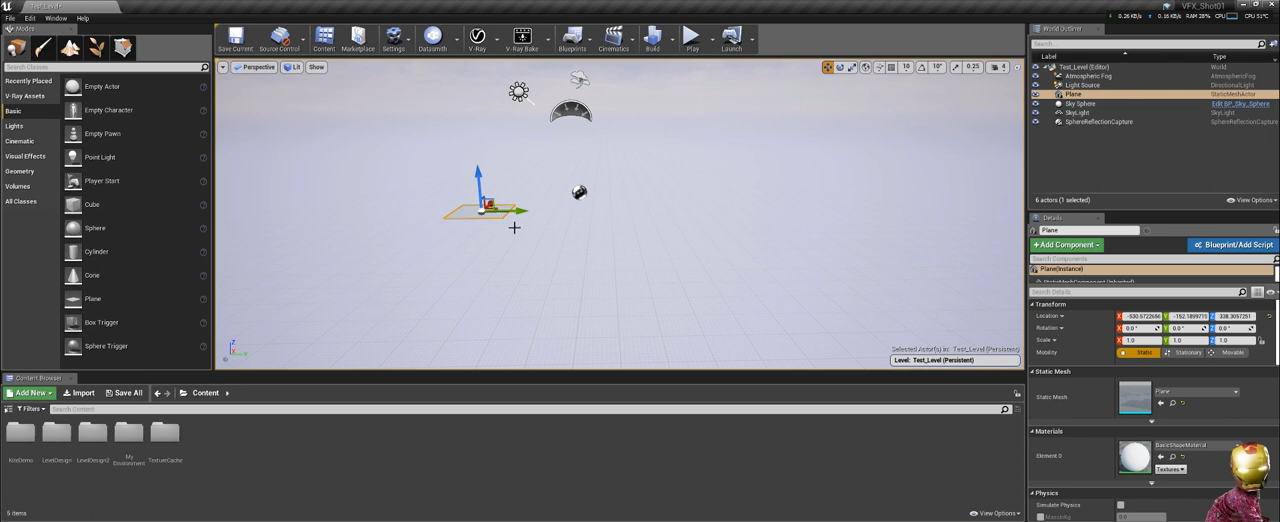 Test_Level*
VFX_Shot01
File Edit Window Help
0.26 KB/s 0.16 KB/s RAM 28% CPU CPU 51°C
Modes
Search Classes
Recently Placed
V-Ray Assets
Basic
Lights
Cinematic
Visual Effects
Geometry
Volumes
All Classes
Empty Actor
Empty Character
Empty Pawn
Point Light
Player Start
Cube
Sphere
Cylinder
Cone
Plane
Box Trigger
Sphere Trigger
Save Current Source Control Content Marketplace Settings Datasmith V-Ray V-Ray Bake Blueprints Cinematics Build Play Launch
Perspective Lit Show
10 10° 0.25 4
Selected Actor(s) in: Test_Level (Persistent)
Level: Test_Level (Persistent)
World Outliner
Search...
Label Type
Test_Level (Editor) World
Atmospheric Fog AtmosphericFog
Light Source DirectionalLight
Plane StaticMeshActor
Sky Sphere Edit BP_Sky_Sphere
SkyLight SkyLight
SphereReflectionCapture SphereReflectionCapture
6 actors (1 selected) View Options
Details
Plane
+Add Component Blueprint/Add Script
Search Components
Plane(Instance)
Search Details
Transform
Location X -530.5722656 Y -152.1899719 Z 338.3057251
Rotation X 0.0° Y 0.0° Z 0.0°
Scale X 1.0 Y 1.0 Z 1.0
Mobility Static Stationary Movable
Static Mesh
Static Mesh Plane
Materials
Element 0 BasicShapeMaterial
Textures
Physics
Simulate Physics
MassInKg 0.0
Content Browser
Add New Import Save All Content
Filters Search Content
KiteDemo LevelDesign LevelDesign2 My Environment TextureCache
5 items View Options